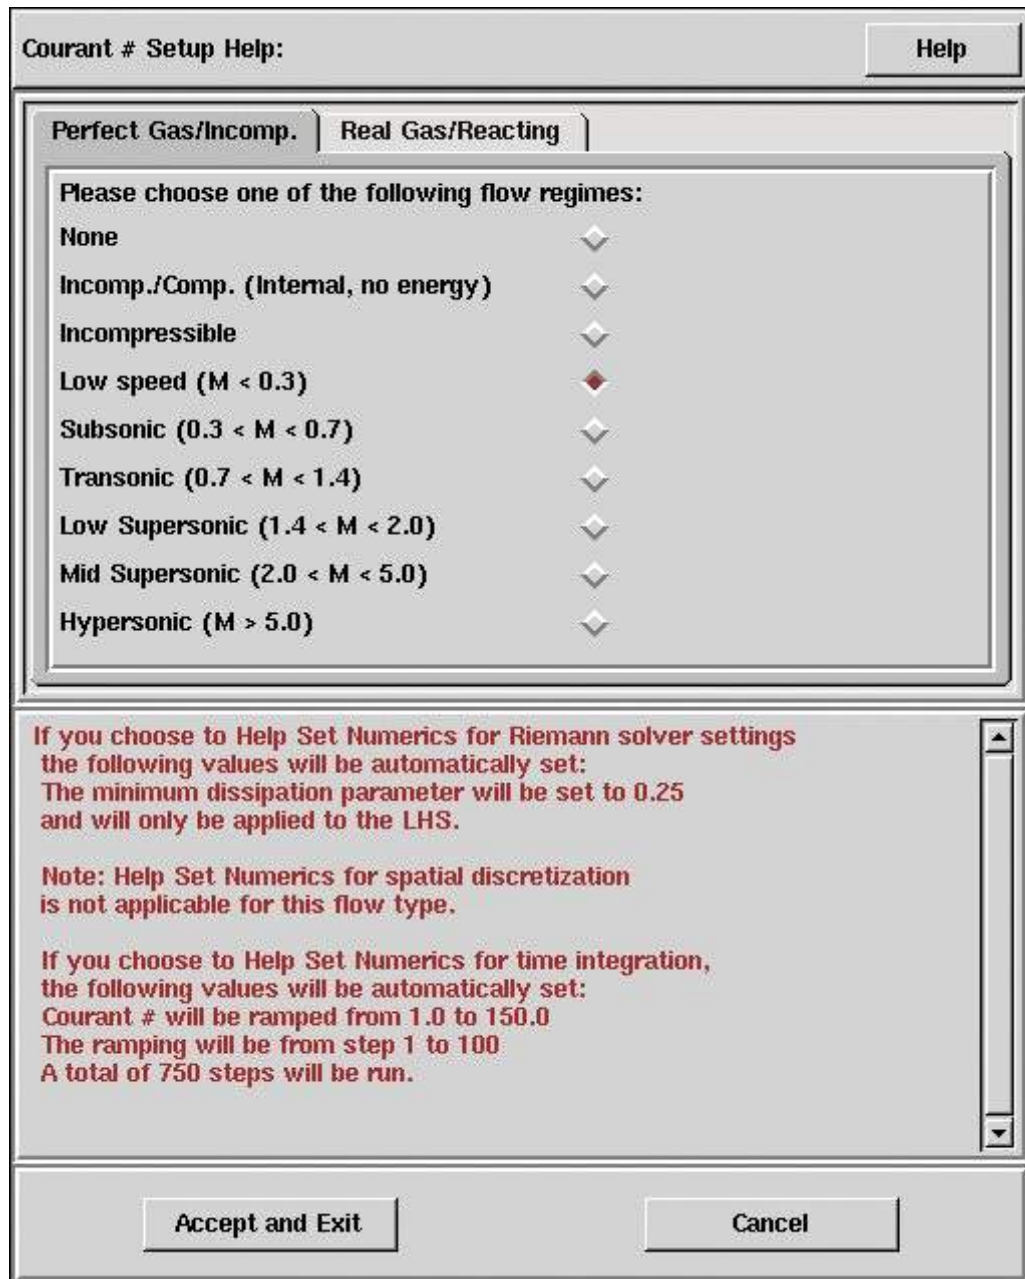 Courant # Setup Help:
Help
Perfect Gas/Incomp.
Real Gas/Reacting
Please choose one of the following flow regimes:
None
Incomp./Comp. (Internal, no energy)
Incompressible
Low speed (M < 0.3)
Subsonic (0.3 < M < 0.7)
Transonic (0.7 < M < 1.4)
Low Supersonic (1.4 < M < 2.0)
Mid Supersonic (2.0 < M < 5.0)
Hypersonic (M > 5.0)
If you choose to Help Set Numerics for Riemann solver settings
the following values will be automatically set:
The minimum dissipation parameter will be set to 0.25
and will only be applied to the LHS.
Note: Help Set Numerics for spatial discretization
is not applicable for this flow type.
If you choose to Help Set Numerics for time integration,
the following values will be automatically set:
Courant # will be ramped from 1.0 to 150.0
The ramping will be from step 1 to 100
A total of 750 steps will be run.
Accept and Exit
Cancel